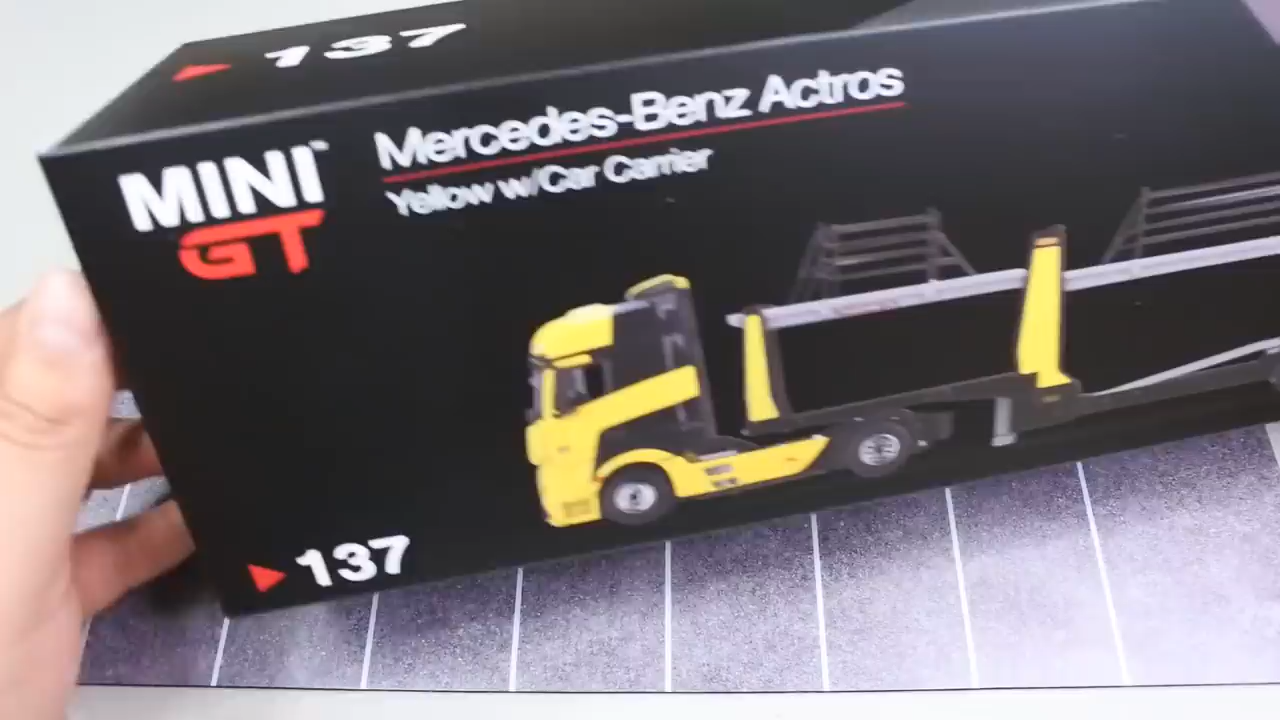 137
MINI
GT
Mercedes-Benz Actros
Yellow w/Car Carrier
137